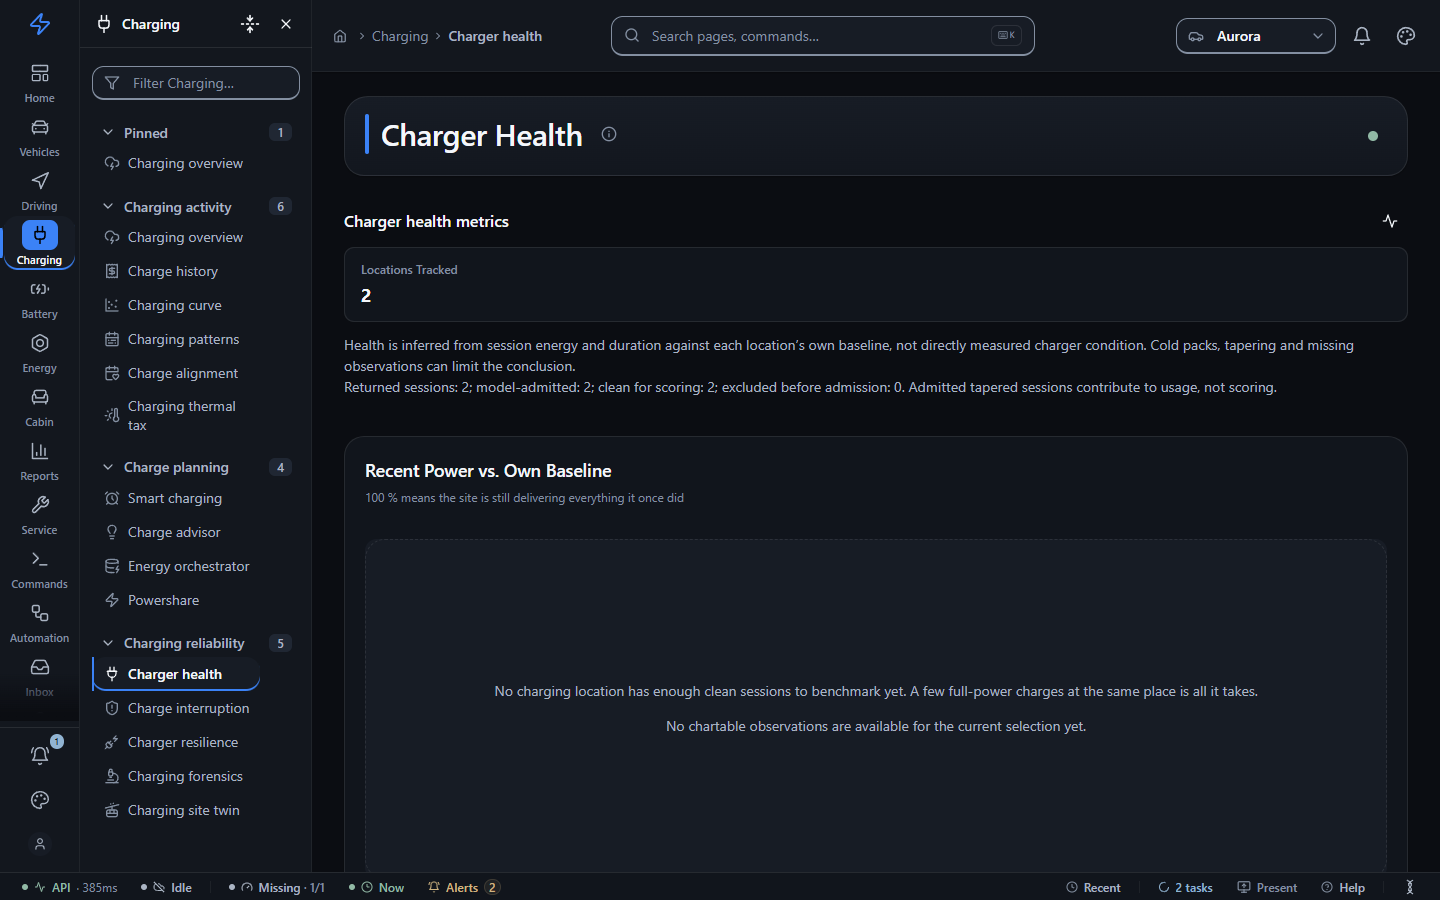 Home
Vehicles
Driving
Charging
Battery
Energy
Cabin
Reports
Service
Commands
Automation
Inbox
1
Charging
Filter Charging...
Pinned 1
Charging overview
Charging activity 6
Charging overview
Charge history
Charging curve
Charging patterns
Charge alignment
Charging thermal
tax
Charge planning 4
Smart charging
Charge advisor
Energy orchestrator
Powershare
Charging reliability 5
Charger health
Charge interruption
Charger resilience
Charging forensics
Charging site twin
Charging Charger health
Search pages, commands... K
Aurora
Charger Health
Charger health metrics
Locations Tracked
2
Health is inferred from session energy and duration against each location's own baseline, not directly measured charger condition. Cold packs, tapering and missing
observations can limit the conclusion.
Returned sessions: 2; model-admitted: 2; clean for scoring: 2; excluded before admission: 0. Admitted tapered sessions contribute to usage, not scoring.
Recent Power vs. Own Baseline
100 % means the site is still delivering everything it once did
No charging location has enough clean sessions to benchmark yet. A few full-power charges at the same place is all it takes.
No chartable observations are available for the current selection yet.
API · 385ms Idle Missing · 1/1 Now Alerts 2 Recent 2 tasks Present Help